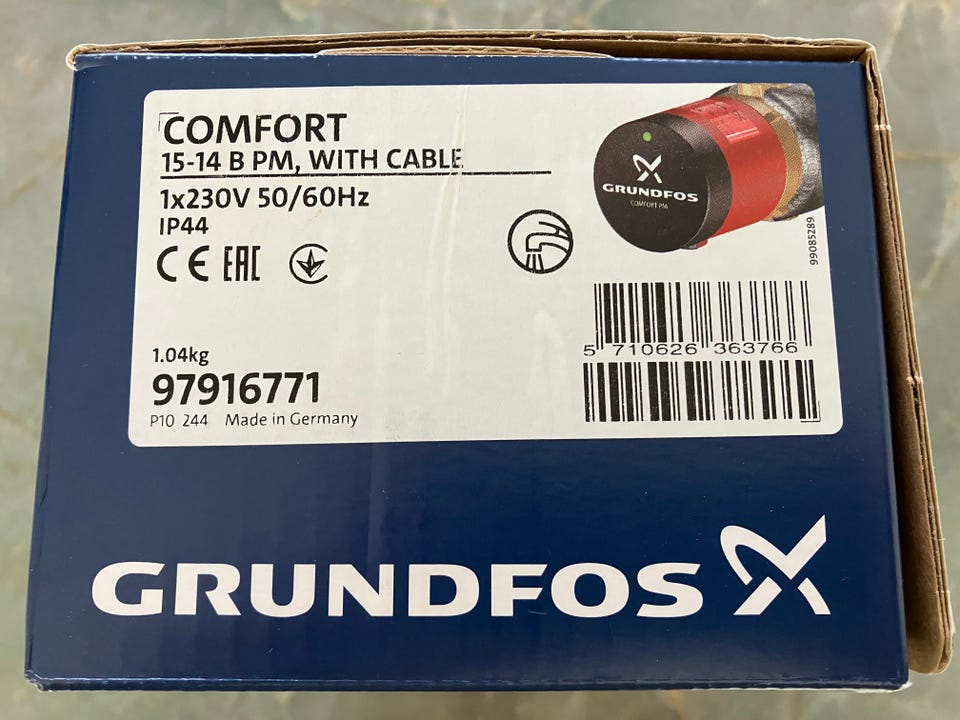 COMFORT
15-14 B PM, WITH CABLE
1x230V 50/60Hz
IP44
CE EAC
GRUNDFOS
COMFORT PM
99085289
5 710626 363766
1.04kg
97916771
P10 244 Made in Germany
GRUNDFOS